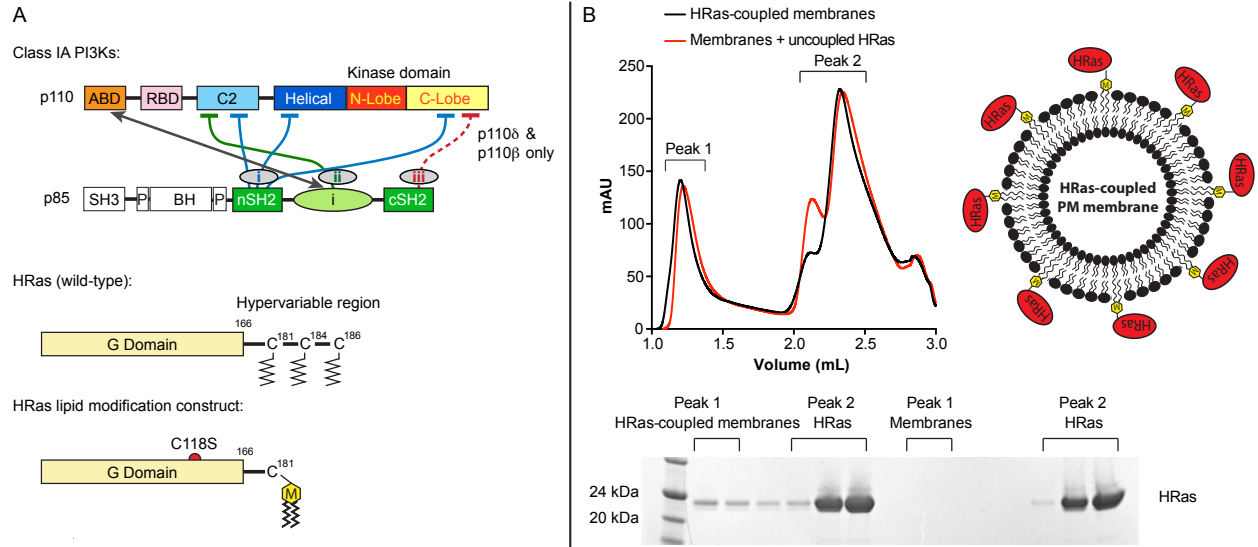 A
Class IA PI3Ks:
Kinase domain
p110
ABD
RBD
C2
Helical
N-Lobe
C-Lobe
p110δ &
p110β only
i
ii
iii
p85
SH3
P
BH
P
nSH2
i
cSH2
HRas (wild-type):
Hypervariable region
G Domain
166
C181
C184
C186
HRas lipid modification construct:
C118S
G Domain
166
C181
M
B
HRas-coupled membranes
Membranes + uncoupled HRas
Peak 1
Peak 2
mAU
250
200
150
100
50
0
1.0
1.5
2.0
2.5
3.0
Volume (mL)
HRas-coupled
PM membrane
HRas
M
HRas
M
HRas
M
HRas
M
HRas
M
HRas
M
HRas
M
HRas
M
Peak 1
HRas-coupled membranes
Peak 2
HRas
Peak 1
Membranes
Peak 2
HRas
24 kDa
20 kDa
HRas